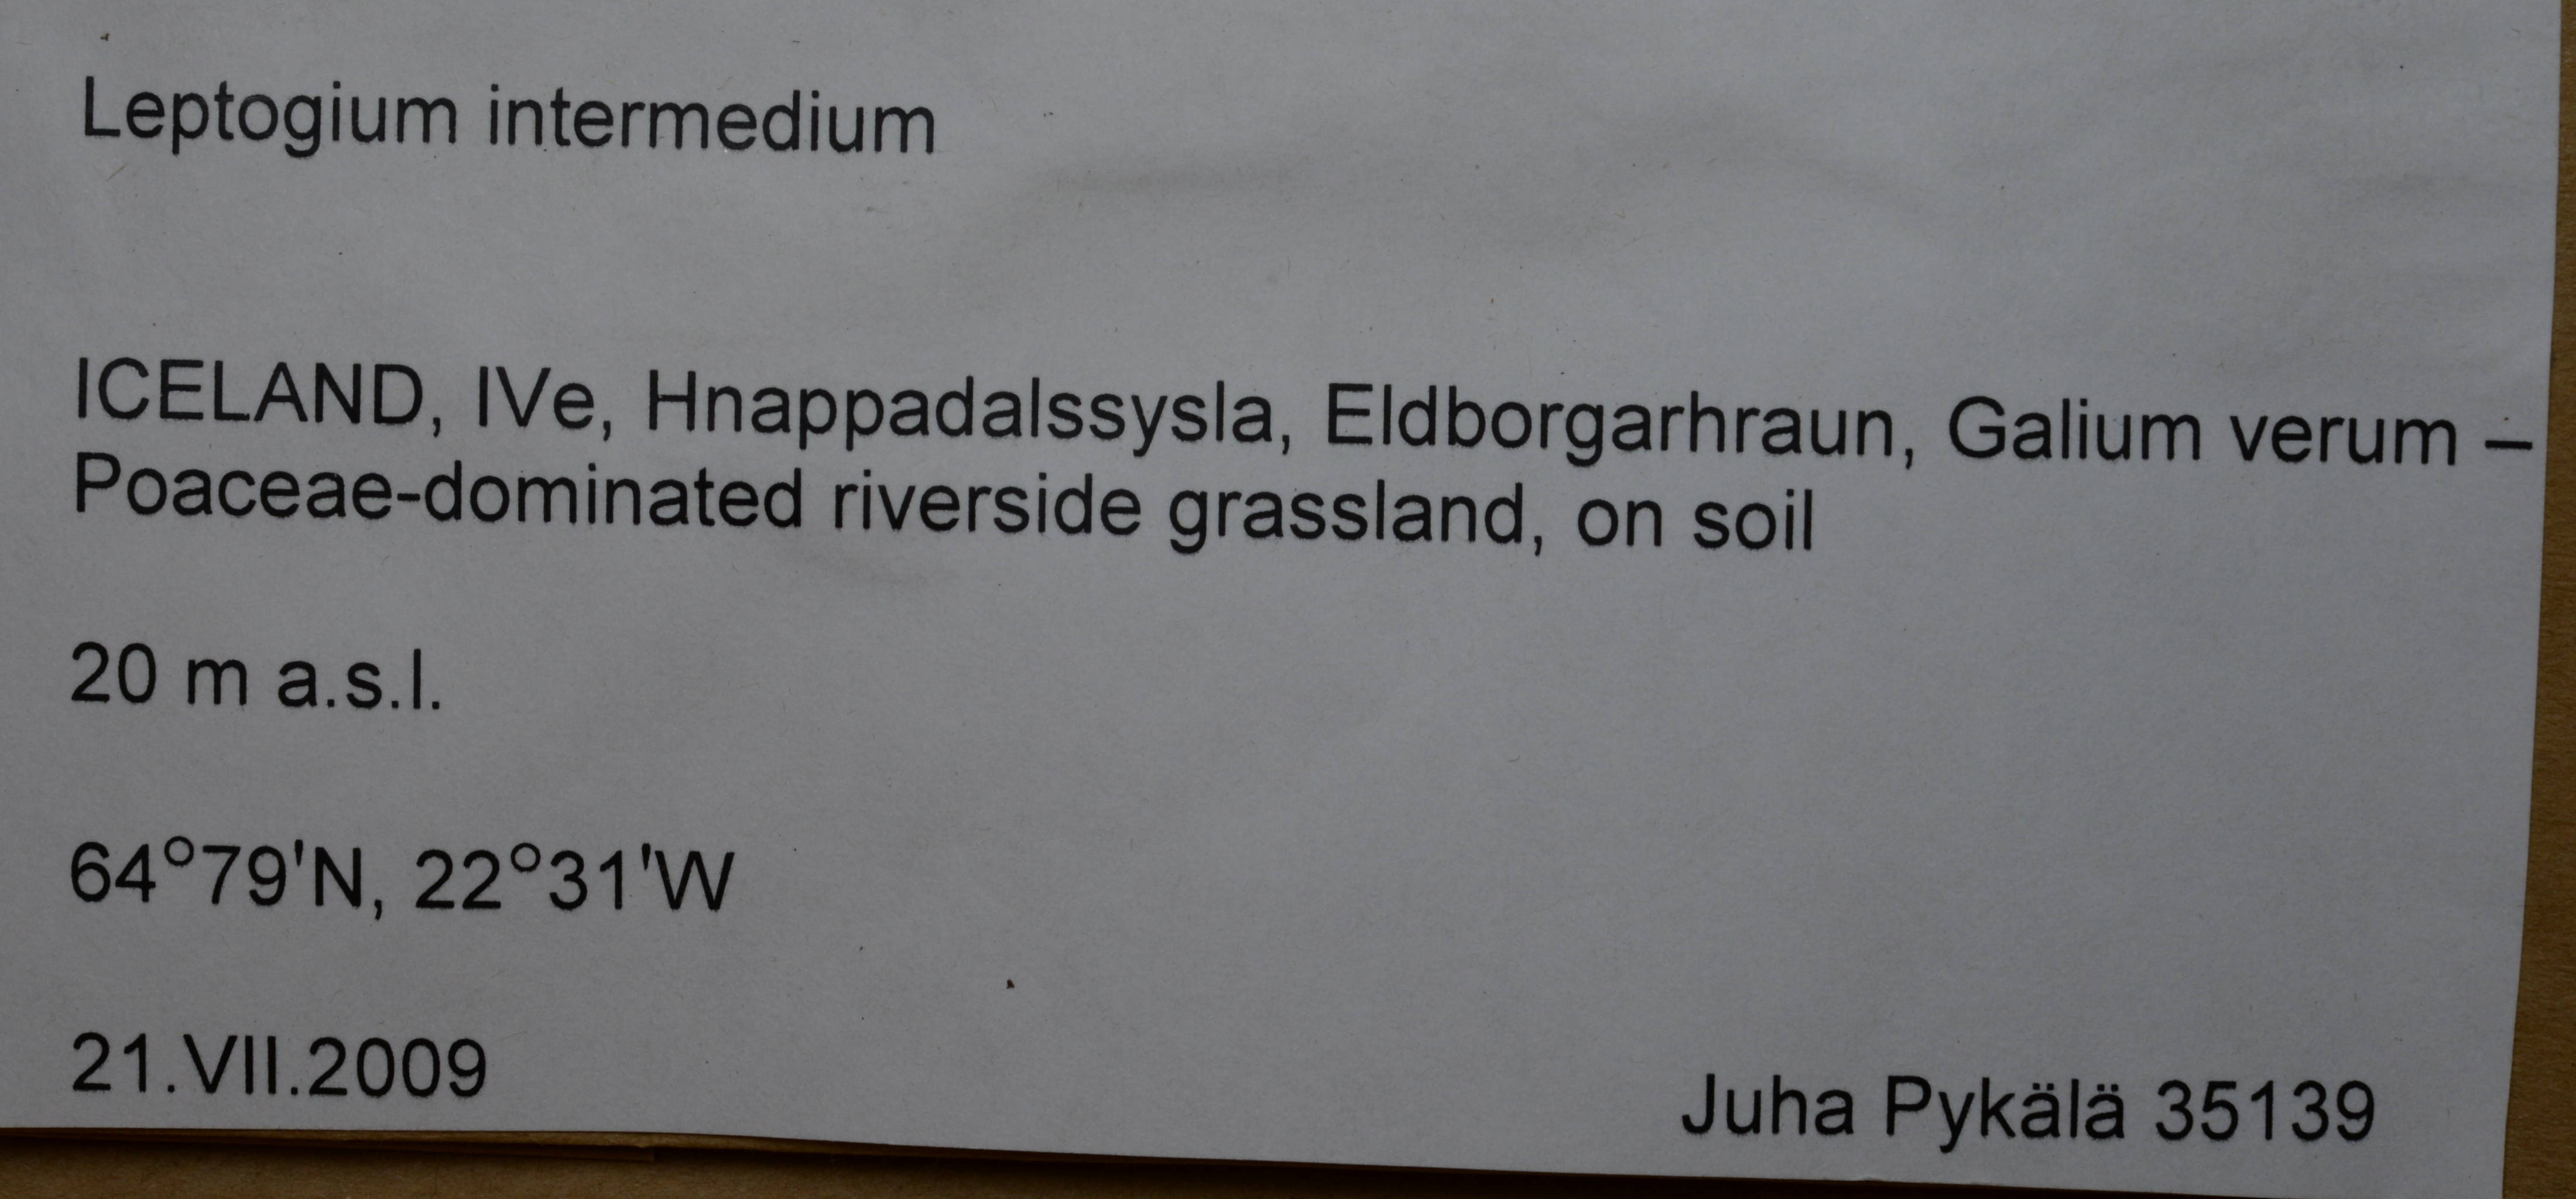 Leptogium intermedium
ICELAND, IVe, Hnappadalssysla, Eldborgarhraun, Galium verum –
Poaceae-dominated riverside grassland, on soil
20 m a.s.l.
64°79'N, 22°31'W
21.VII.2009
Juha Pykälä 35139